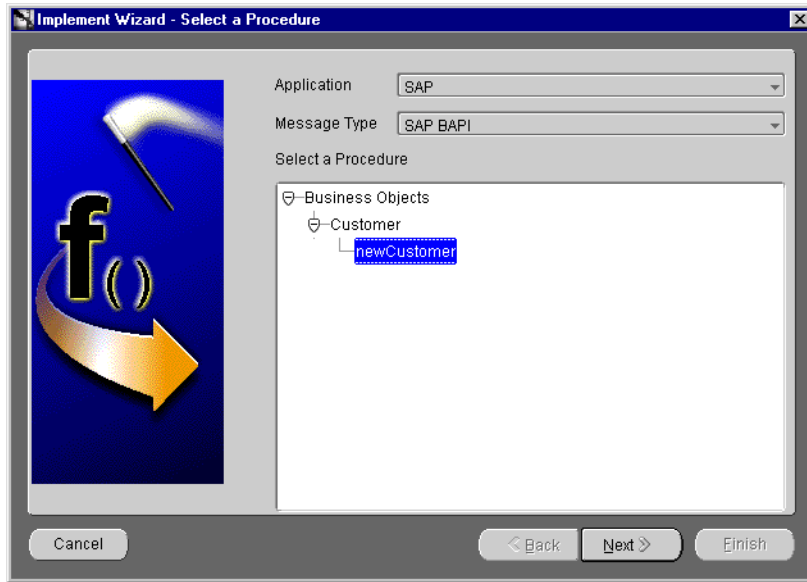 Implement Wizard - Select a Procedure
Application SAP
Message Type SAP BAPI
Select a Procedure
Business Objects
Customer
newCustomer
f()
Cancel Back Next Finish